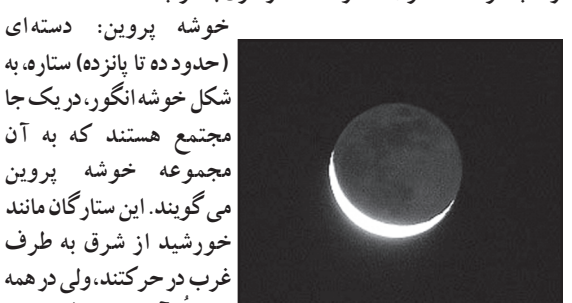 خوشه پروین: دسته‌ای
(حدود ده تا پانزده) ستاره، به
شکل خوشه انگور، در یک جا
مجتمع هستند که به آن
مجموعه خوشه پروین
می‌گویند. این ستارگان مانند
خورشید از شرق به طرف
غرب در حرکتند، ولی در همه